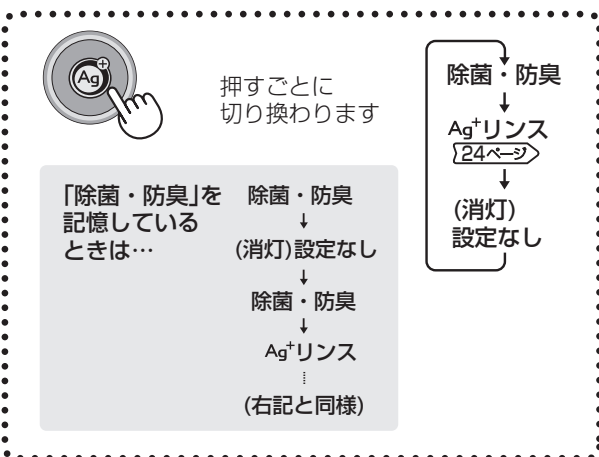 Ag+
押すごとに
切り換わります
除菌・防臭
↓
Ag+リンス
24ページ
↓
(消灯)
設定なし
「除菌・防臭」を
記憶している
ときは…
除菌・防臭
↓
(消灯)設定なし
↓
除菌・防臭
↓
Ag+リンス
(右記と同様)